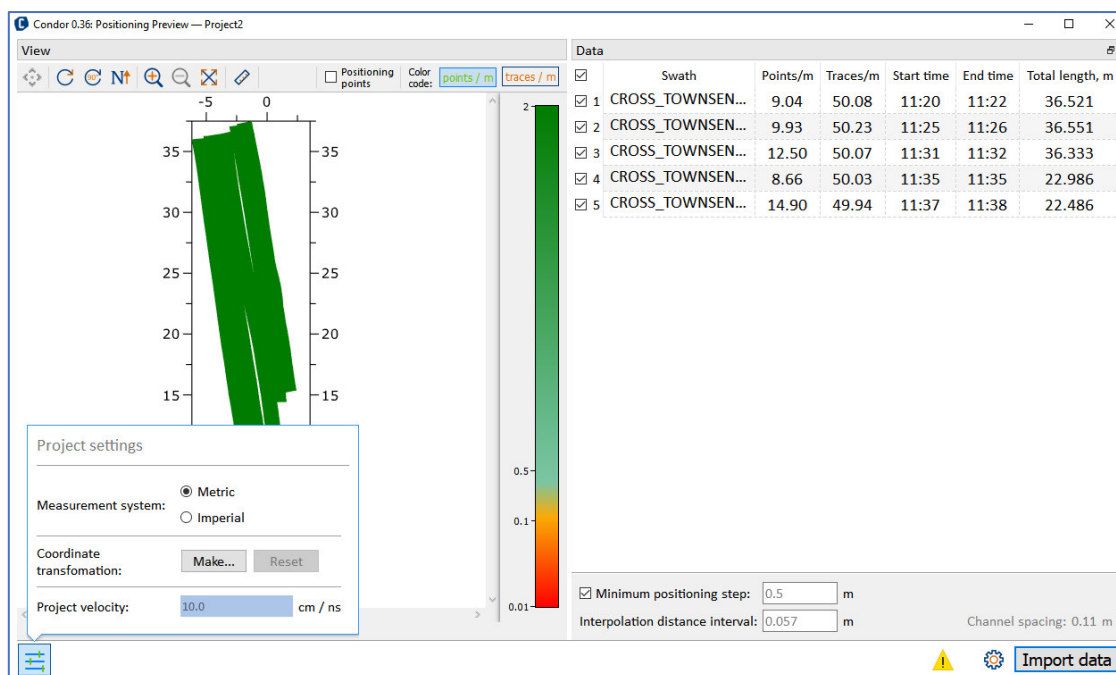 Condor 0.36: Positioning Preview — Project2
View
90°
N
Positioning points
Color code:
points / m
traces / m
-5 0
35 35
30 30
25 25
20 20
15 15
2
0.5
0.1
0.01
Project settings
Measurement system:
Metric
Imperial
Coordinate
transfomation:
Make...
Reset
Project velocity: 10.0 cm / ns
Data
Swath Points/m Traces/m Start time End time Total length, m
1 CROSS_TOWNSEN... 9.04 50.08 11:20 11:22 36.521
2 CROSS_TOWNSEN... 9.93 50.23 11:25 11:26 36.551
3 CROSS_TOWNSEN... 12.50 50.07 11:31 11:32 36.333
4 CROSS_TOWNSEN... 8.66 50.03 11:35 11:35 22.986
5 CROSS_TOWNSEN... 14.90 49.94 11:37 11:38 22.486
Minimum positioning step: 0.5 m
Interpolation distance interval: 0.057 m
Channel spacing: 0.11 m
Import data